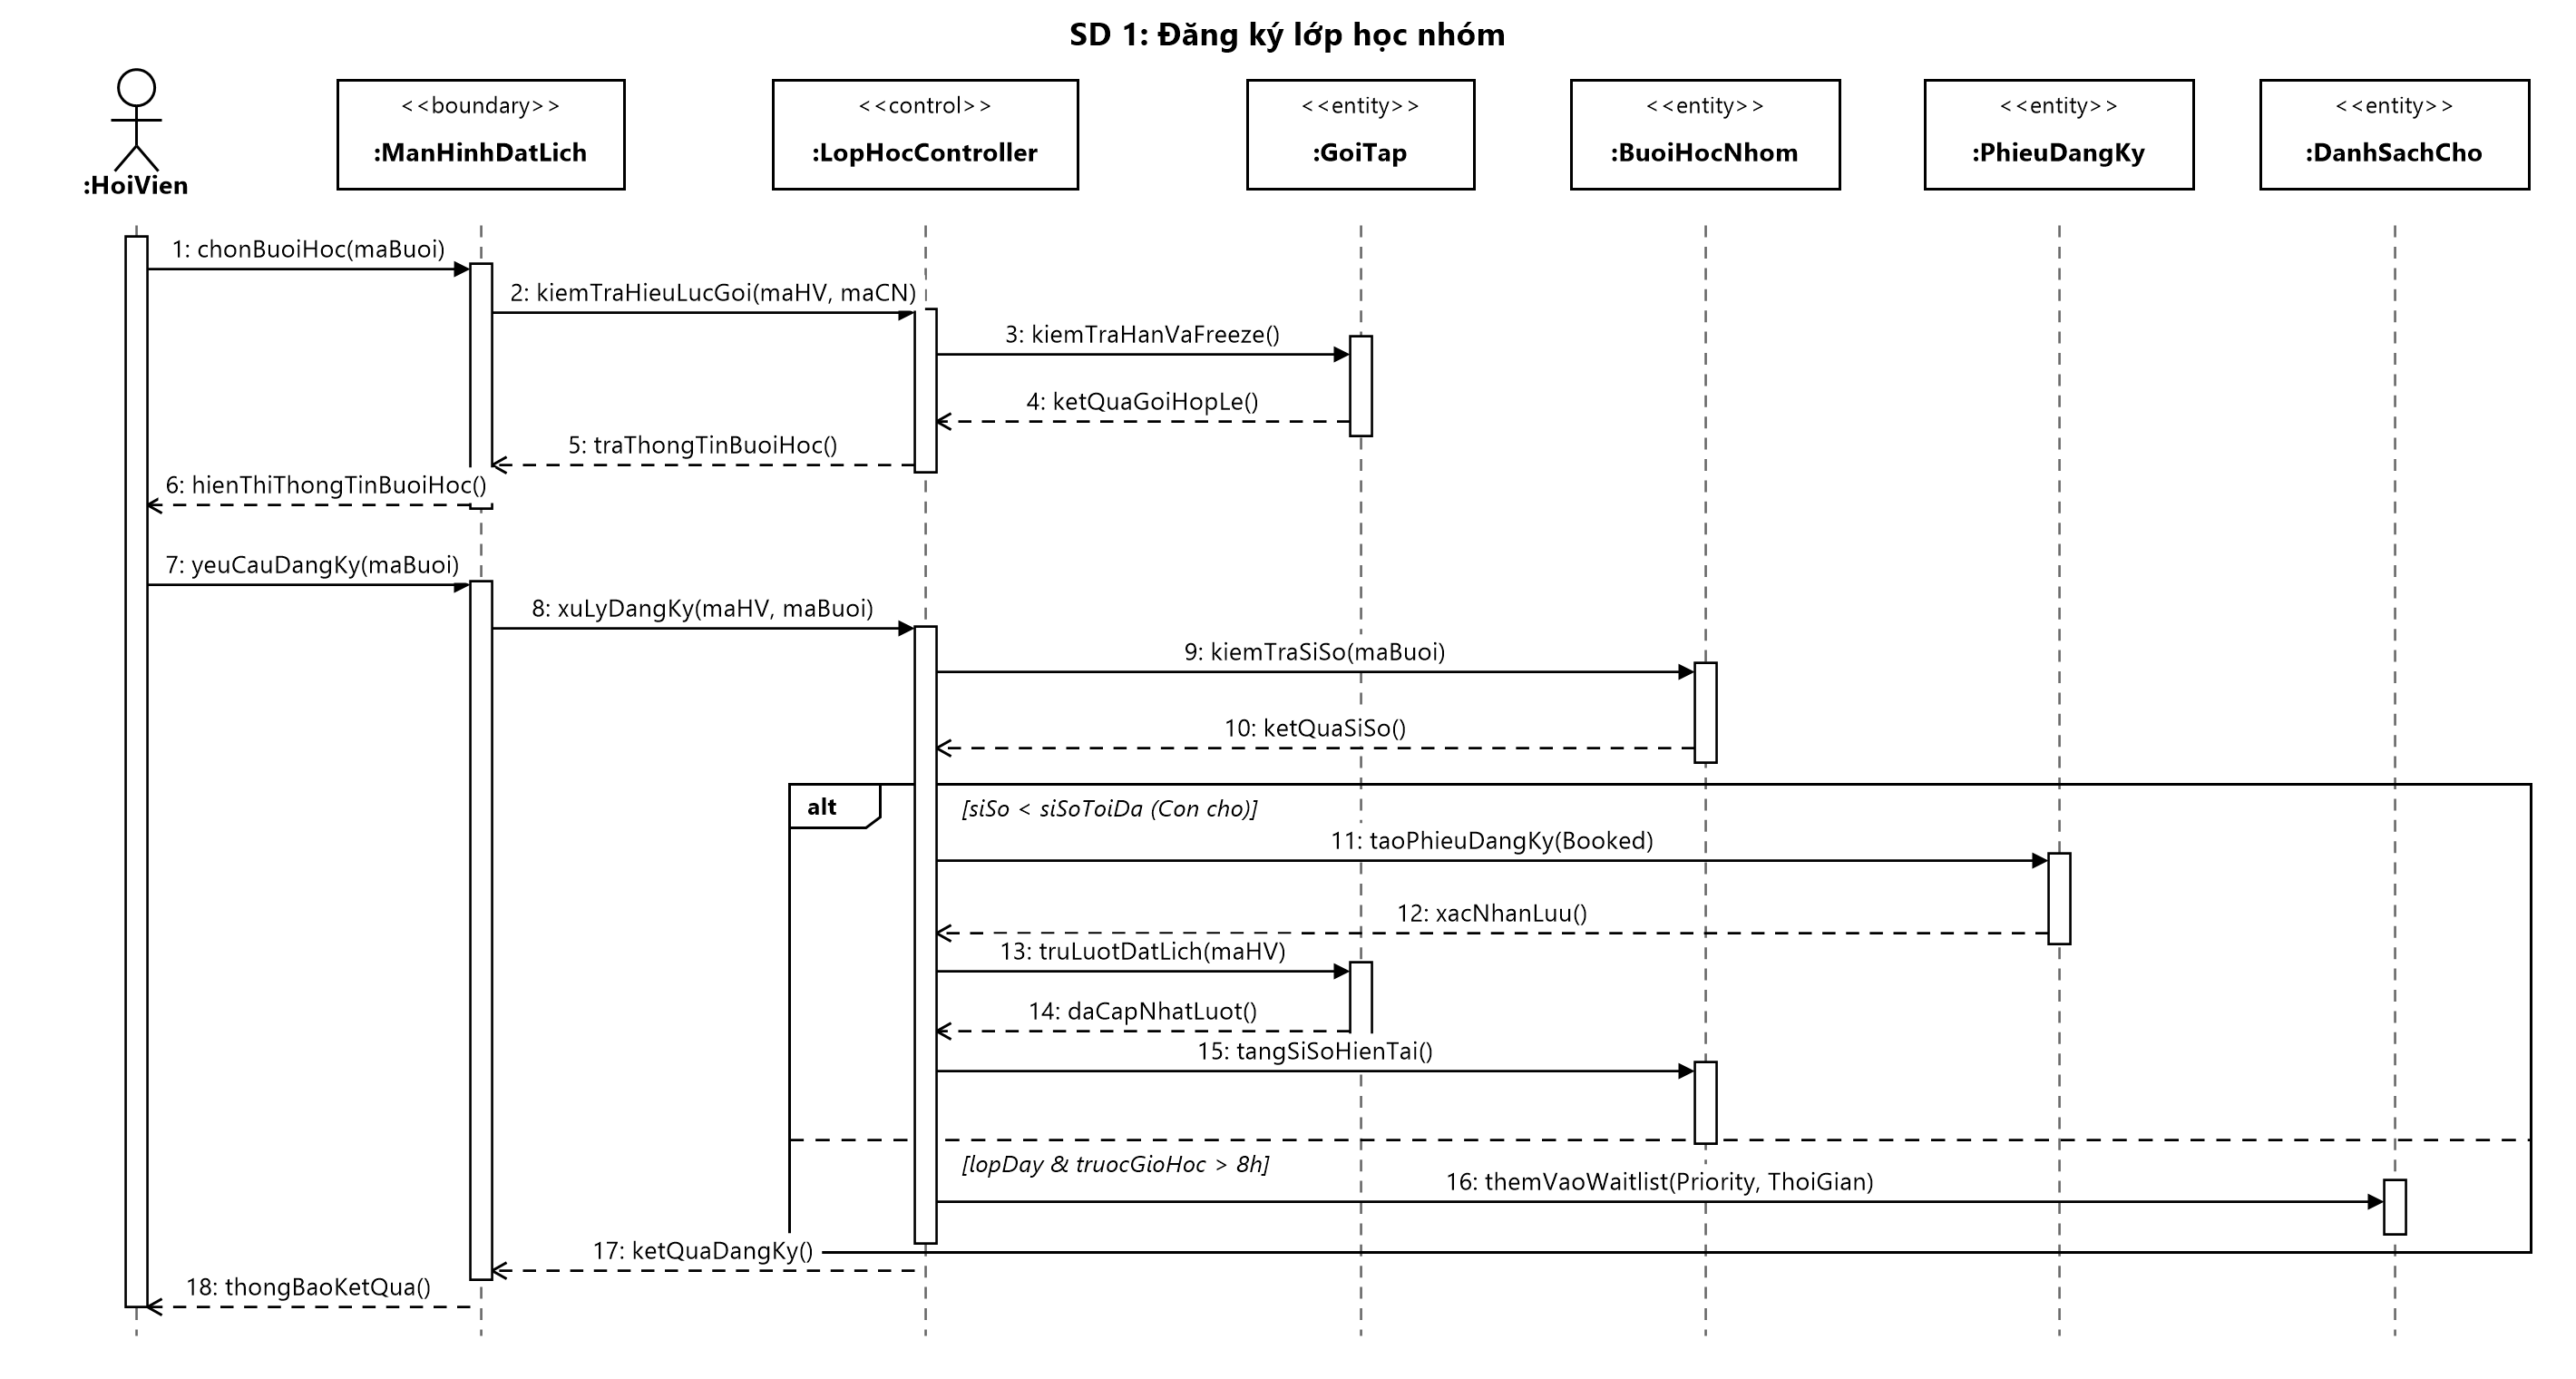 SD 1: Đăng ký lớp học nhóm
:HoiVien
<<boundary>>
:ManHinhDatLich
<<control>>
:LopHocController
<<entity>>
:GoiTap
<<entity>>
:BuoiHocNhom
<<entity>>
:PhieuDangKy
<<entity>>
:DanhSachCho
1: chonBuoiHoc(maBuoi)
2: kiemTraHieuLucGoi(maHV, maCN)
3: kiemTraHanVaFreeze()
4: ketQuaGoiHopLe()
5: traThongTinBuoiHoc()
6: hienThiThongTinBuoiHoc()
7: yeuCauDangKy(maBuoi)
8: xuLyDangKy(maHV, maBuoi)
9: kiemTraSiSo(maBuoi)
10: ketQuaSiSo()
alt
[siSo < siSoToiDa (Con cho)]
11: taoPhieuDangKy(Booked)
12: xacNhanLuu()
13: truLuotDatLich(maHV)
14: daCapNhatLuot()
15: tangSiSoHienTai()
[lopDay & truocGioHoc > 8h]
16: themVaoWaitlist(Priority, ThoiGian)
17: ketQuaDangKy()
18: thongBaoKetQua()